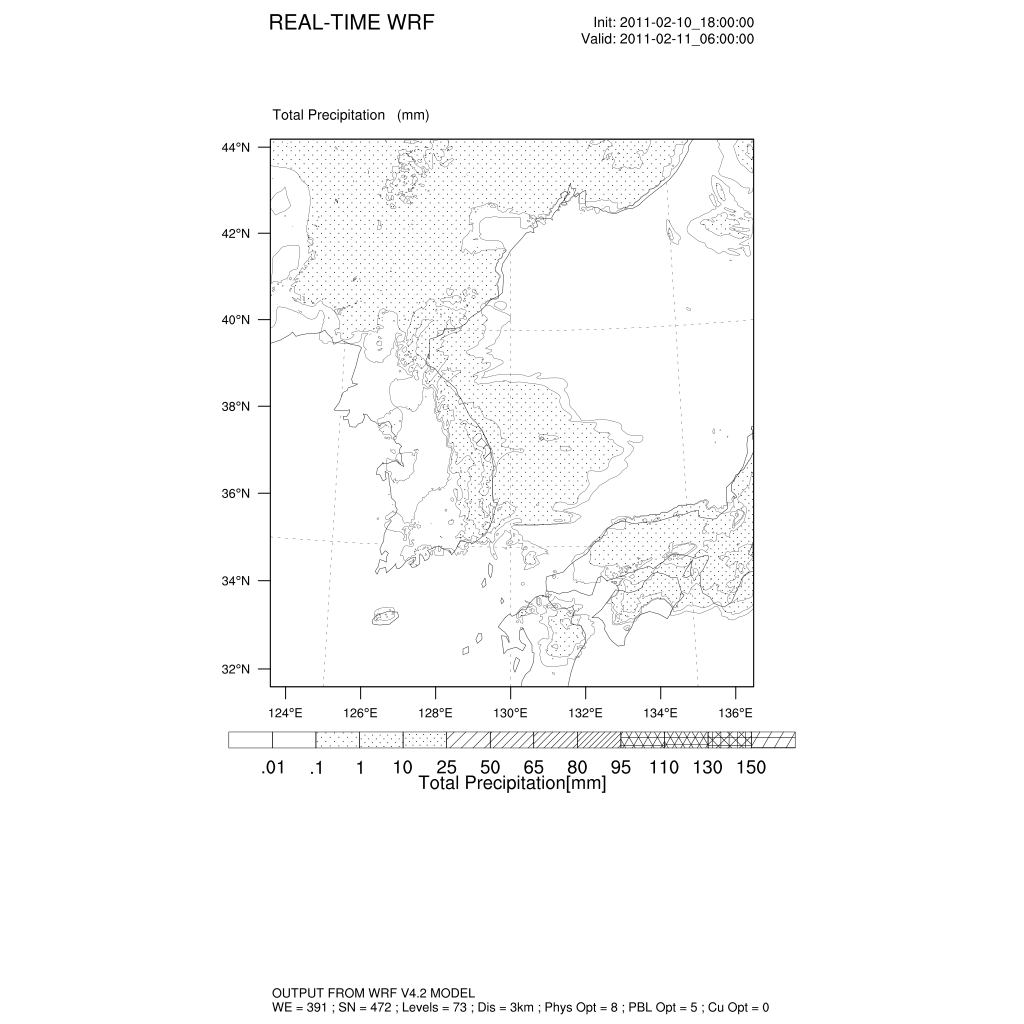 REAL-TIME WRF
Init: 2011-02-10_18:00:00
Valid: 2011-02-11_06:00:00
Total Precipitation (mm)
44°N
42°N
40°N
38°N
36°N
34°N
32°N
124°E 126°E 128°E 130°E 132°E 134°E 136°E
.01 .1 1 10 25 50 65 80 95 110 130 150
Total Precipitation[mm]
OUTPUT FROM WRF V4.2 MODEL
WE = 391 ; SN = 472 ; Levels = 73 ; Dis = 3km ; Phys Opt = 8 ; PBL Opt = 5 ; Cu Opt = 0